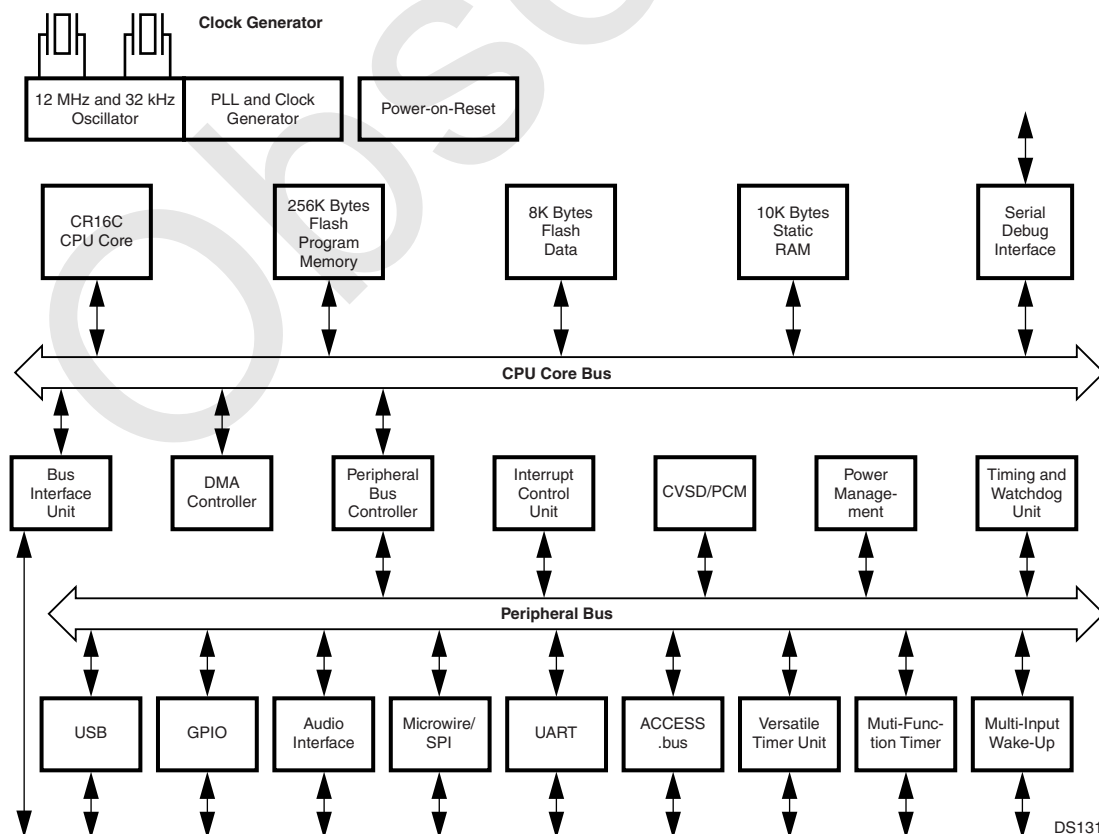 Clock Generator
12 MHz and 32 kHz
Oscillator
PLL and Clock
Generator
Power-on-Reset
CR16C
CPU Core
256K Bytes
Flash
Program
Memory
8K Bytes
Flash
Data
10K Bytes
Static
RAM
Serial
Debug
Interface
CPU Core Bus
Bus
Interface
Unit
DMA
Controller
Peripheral
Bus
Controller
Interrupt
Control
Unit
CVSD/PCM
Power
Manage-
ment
Timing and
Watchdog
Unit
Peripheral Bus
USB
GPIO
Audio
Interface
Microwire/
SPI
UART
ACCESS
.bus
Versatile
Timer Unit
Muti-Func-
tion Timer
Multi-Input
Wake-Up
DS131